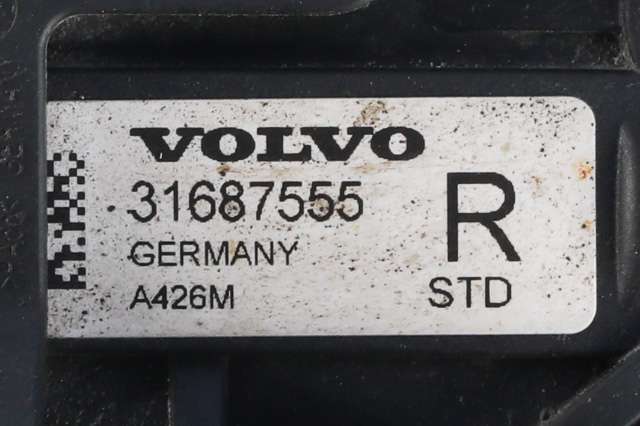 VOLVO
31687555
R
GERMANY
A426M
STD